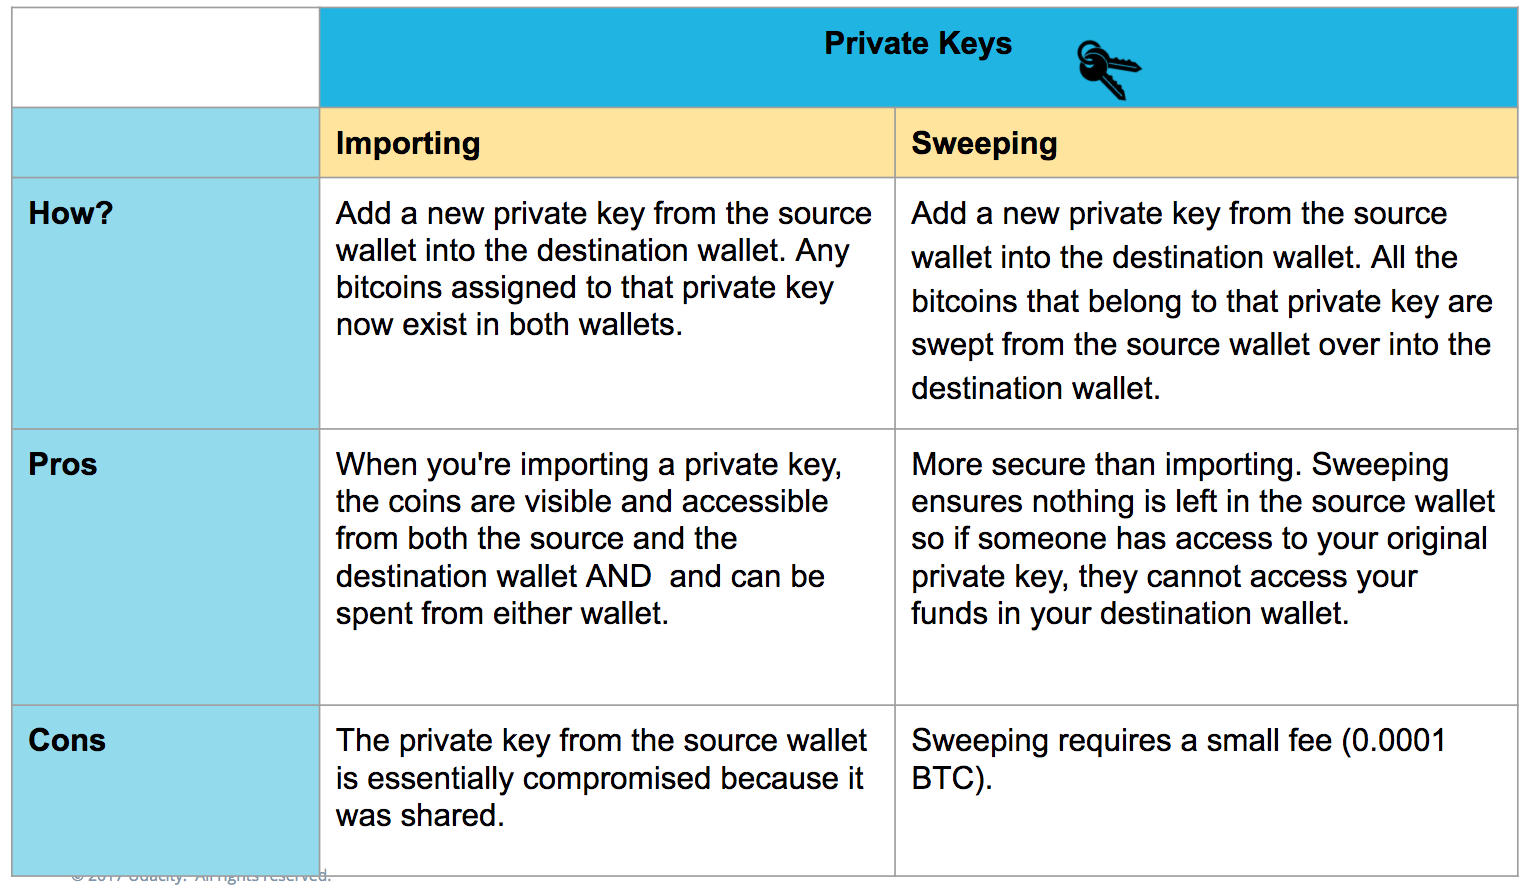 Private Keys
Importing
Sweeping
How?
Add a new private key from the source
wallet into the destination wallet. Any
bitcoins assigned to that private key
now exist in both wallets.
Add a new private key from the source
wallet into the destination wallet. All the
bitcoins that belong to that private key are
swept from the source wallet over into the
destination wallet.
Pros
When you're importing a private key,
the coins are visible and accessible
from both the source and the
destination wallet AND  and can be
spent from either wallet.
More secure than importing. Sweeping
ensures nothing is left in the source wallet
so if someone has access to your original
private key, they cannot access your
funds in your destination wallet.
Cons
The private key from the source wallet
is essentially compromised because it
was shared.
Sweeping requires a small fee (0.0001
BTC).
© 2017 Udacity.  All rights reserved.